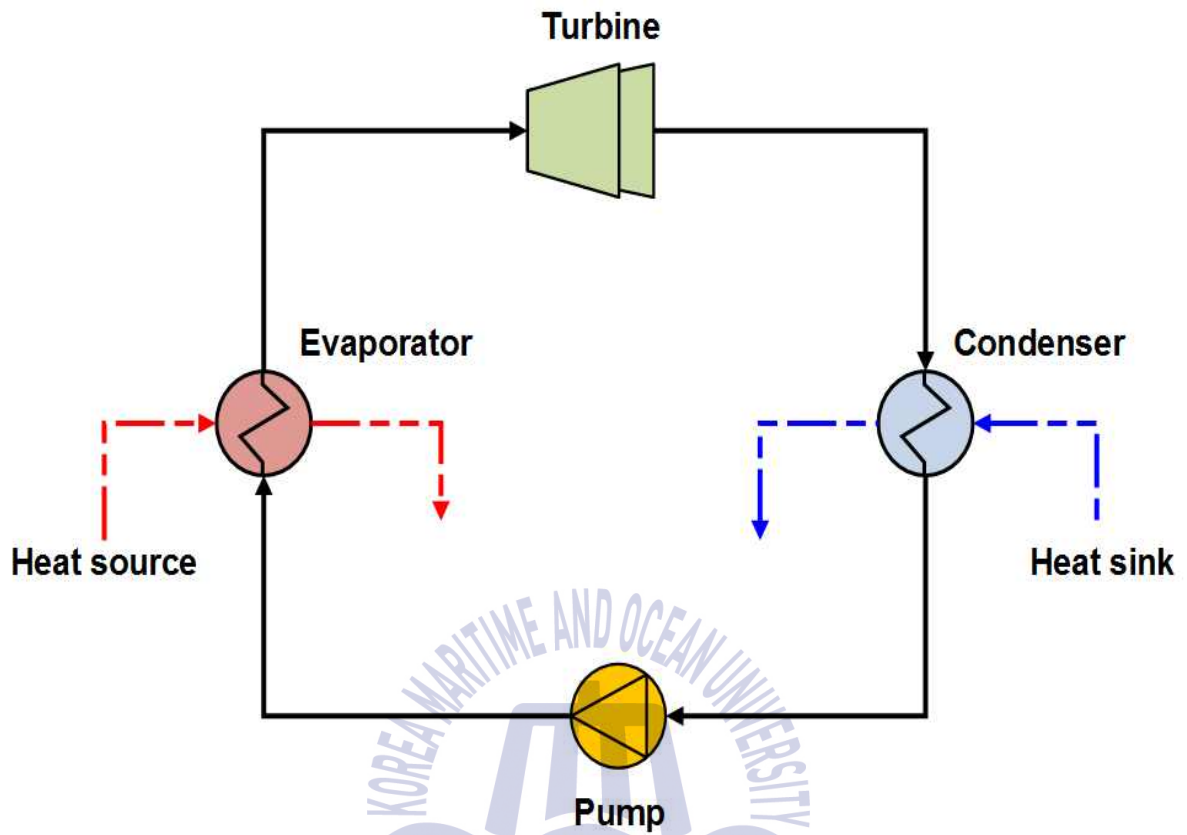 Turbine
Evaporator
Condenser
Heat source
Heat sink
KOREA MARITIME AND OCEAN UNIVERSITY
Pump